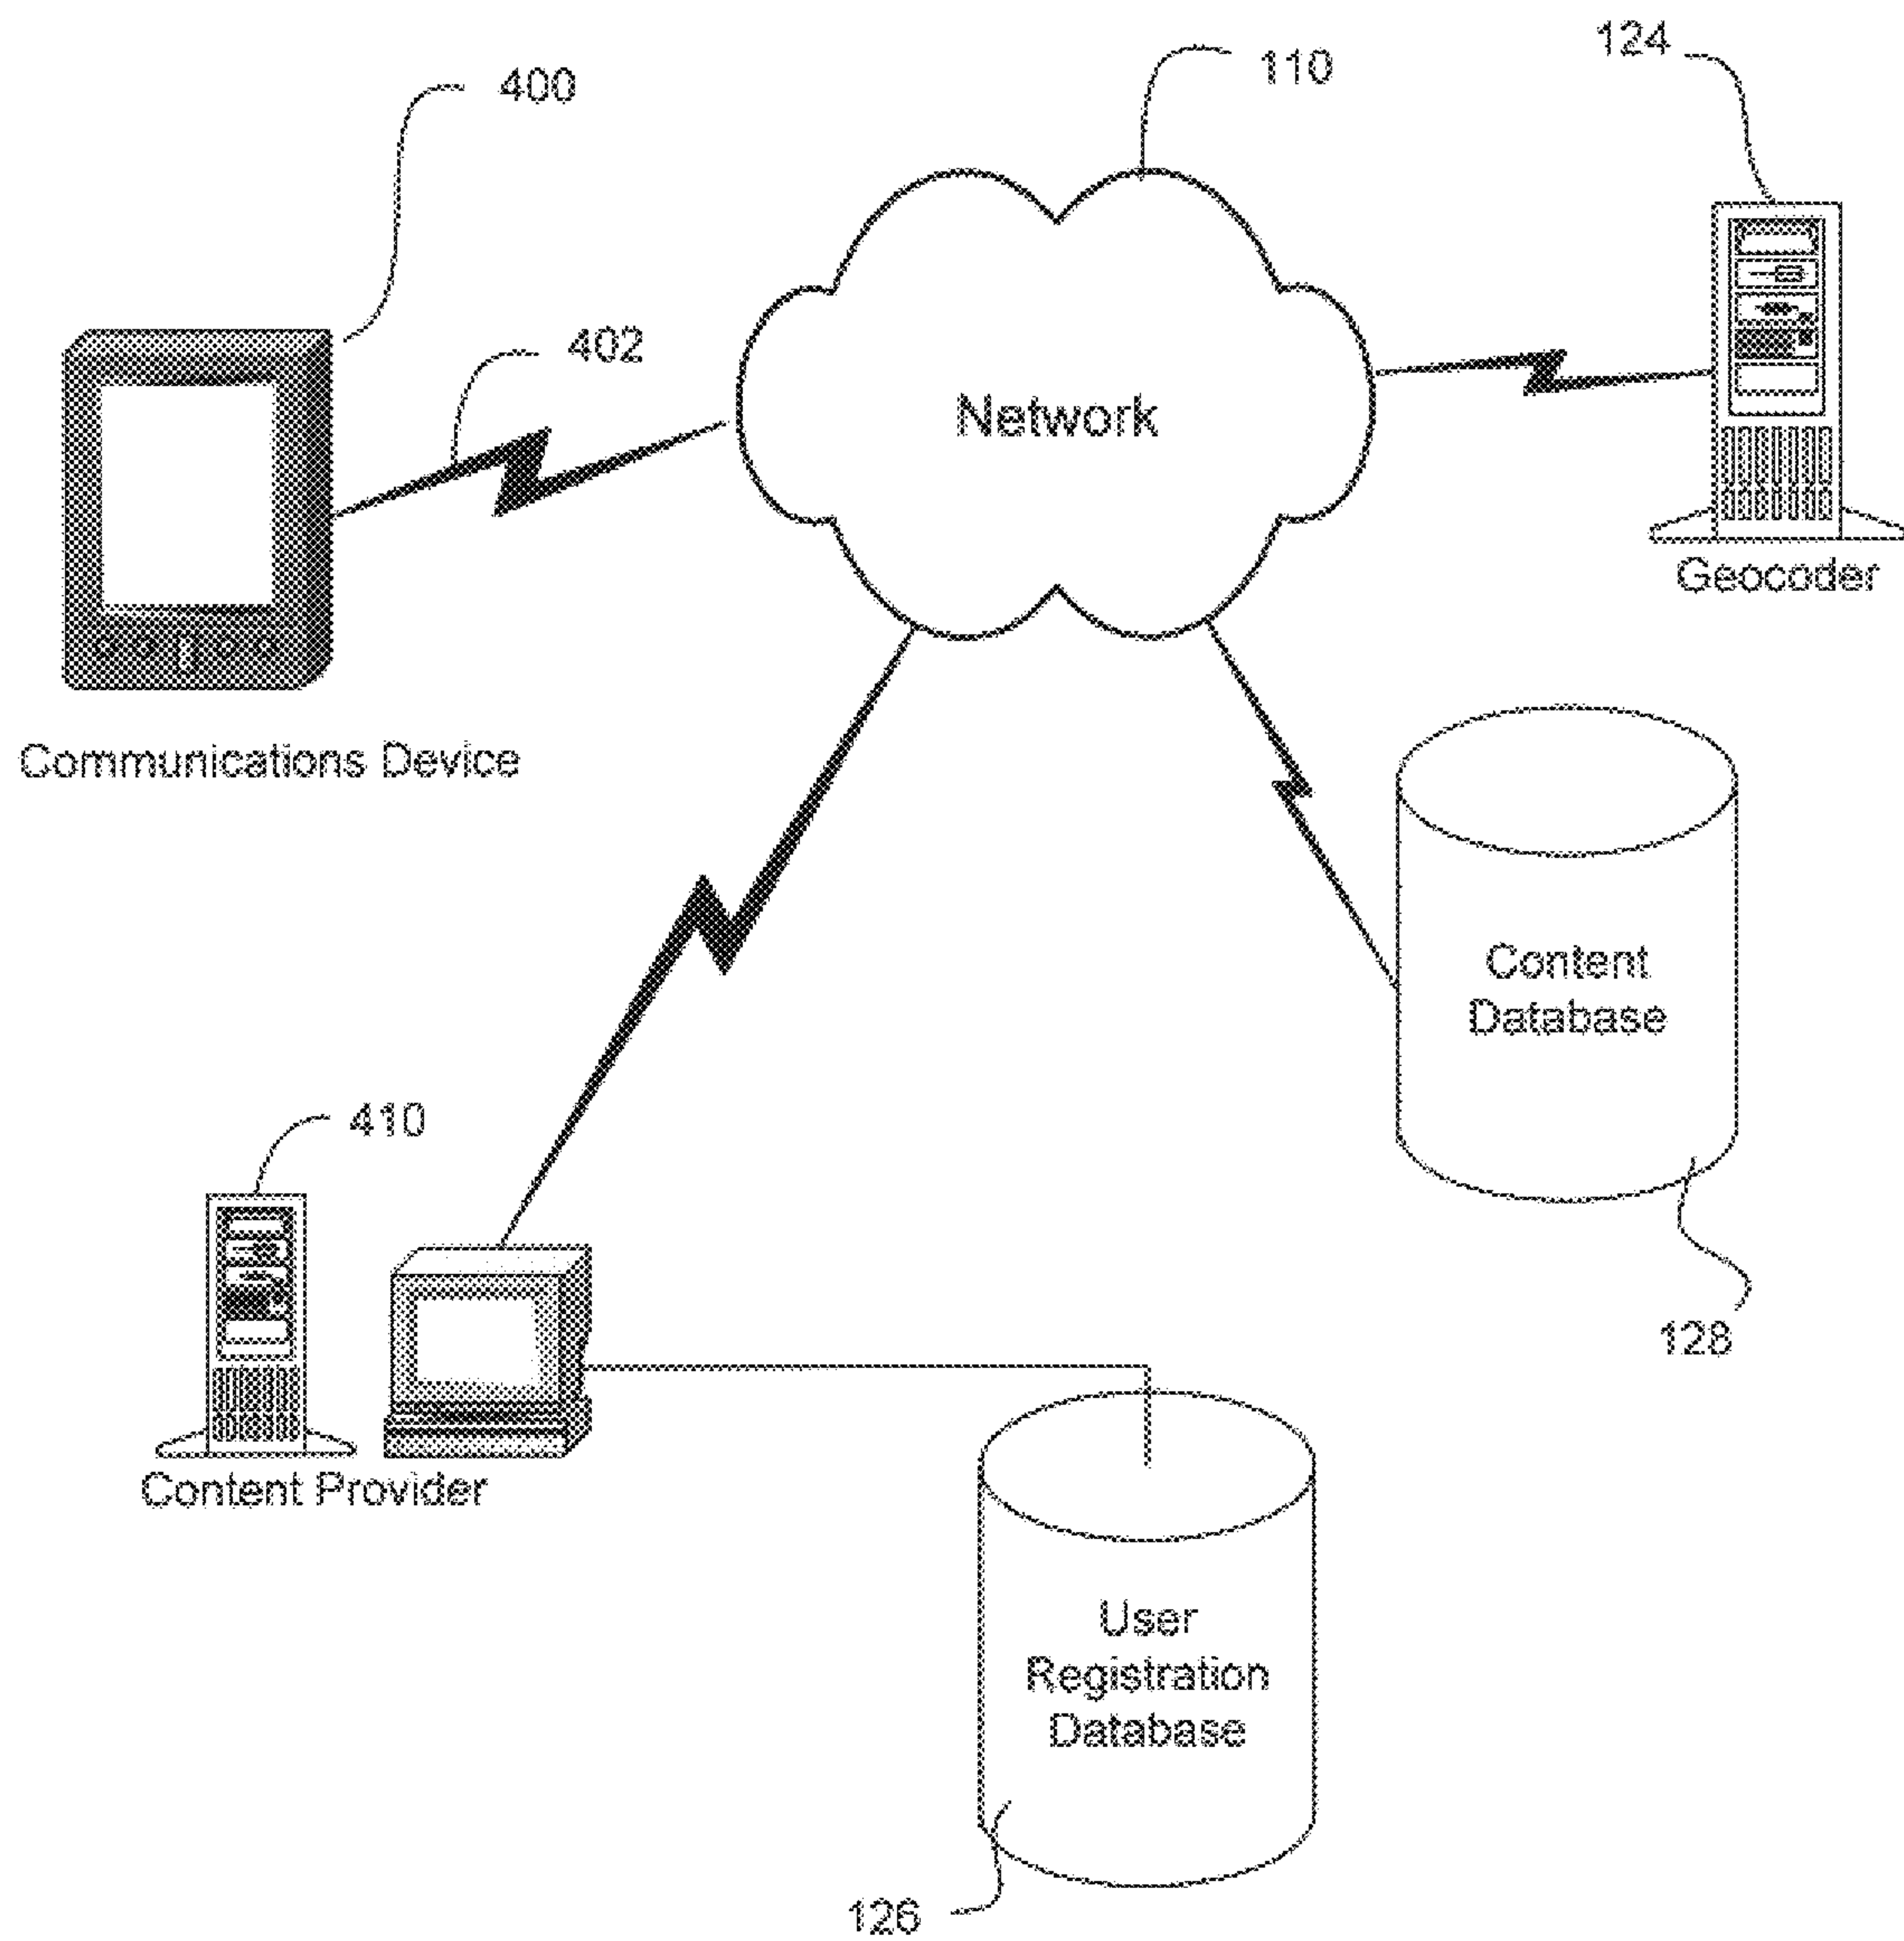 124
110
400
402
Network
Geocoder
Communications Device
Content
Database
410
128
Content Provider
User
Registration
Database
126